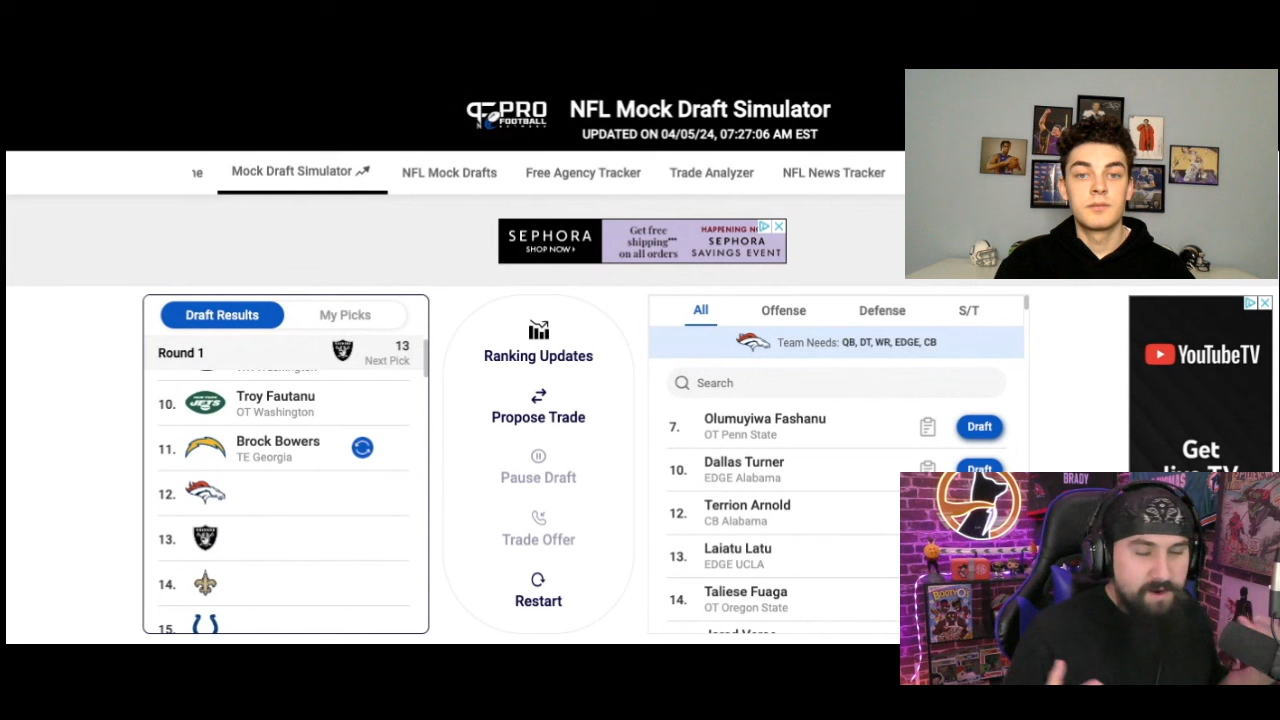 PRO
FOOTBALL
NETWORK
NFL Mock Draft Simulator
UPDATED ON 04/05/24, 07:27:06 AM EST
ne
Mock Draft Simulator
NFL Mock Drafts
Free Agency Tracker
Trade Analyzer
NFL News Tracker
SEPHORA
SHOP NOW>
Get free
shipping***
on all orders
HAPPENING N
SEPHORA
SAVINGS EVENT
Draft Results
My Picks
Round 1
13
Next Pick
10.
Troy Fautanu
OT Washington
11.
Brock Bowers
TE Georgia
12.
13.
14.
15.
Ranking Updates
Propose Trade
Pause Draft
Trade Offer
Restart
All
Offense
Defense
S/T
Team Needs: QB, DT, WR, EDGE, CB
Search
7.
Olumuyiwa Fashanu
OT Penn State
Draft
10.
Dallas Turner
EDGE Alabama
Draft
12.
Terrion Arnold
CB Alabama
13.
Laiatu Latu
EDGE UCLA
14.
Taliese Fuaga
OT Oregon State
YouTubeTV
Get
BRADY
BOOTYO's